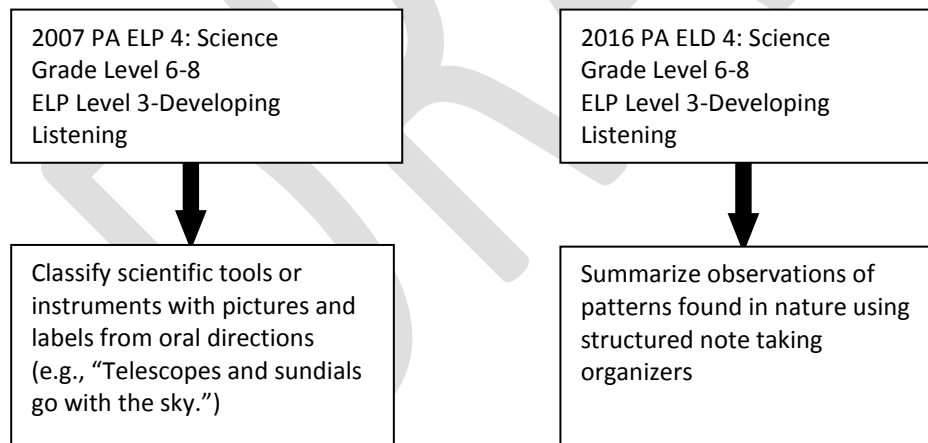 2007 PA ELP 4: Science
Grade Level 6-8
ELP Level 3-Developing
Listening
2016 PA ELD 4: Science
Grade Level 6-8
ELP Level 3-Developing
Listening
Classify scientific tools or
instruments with pictures and
labels from oral directions
(e.g., “Telescopes and sundials
go with the sky.”)
Summarize observations of
patterns found in nature using
structured note taking
organizers